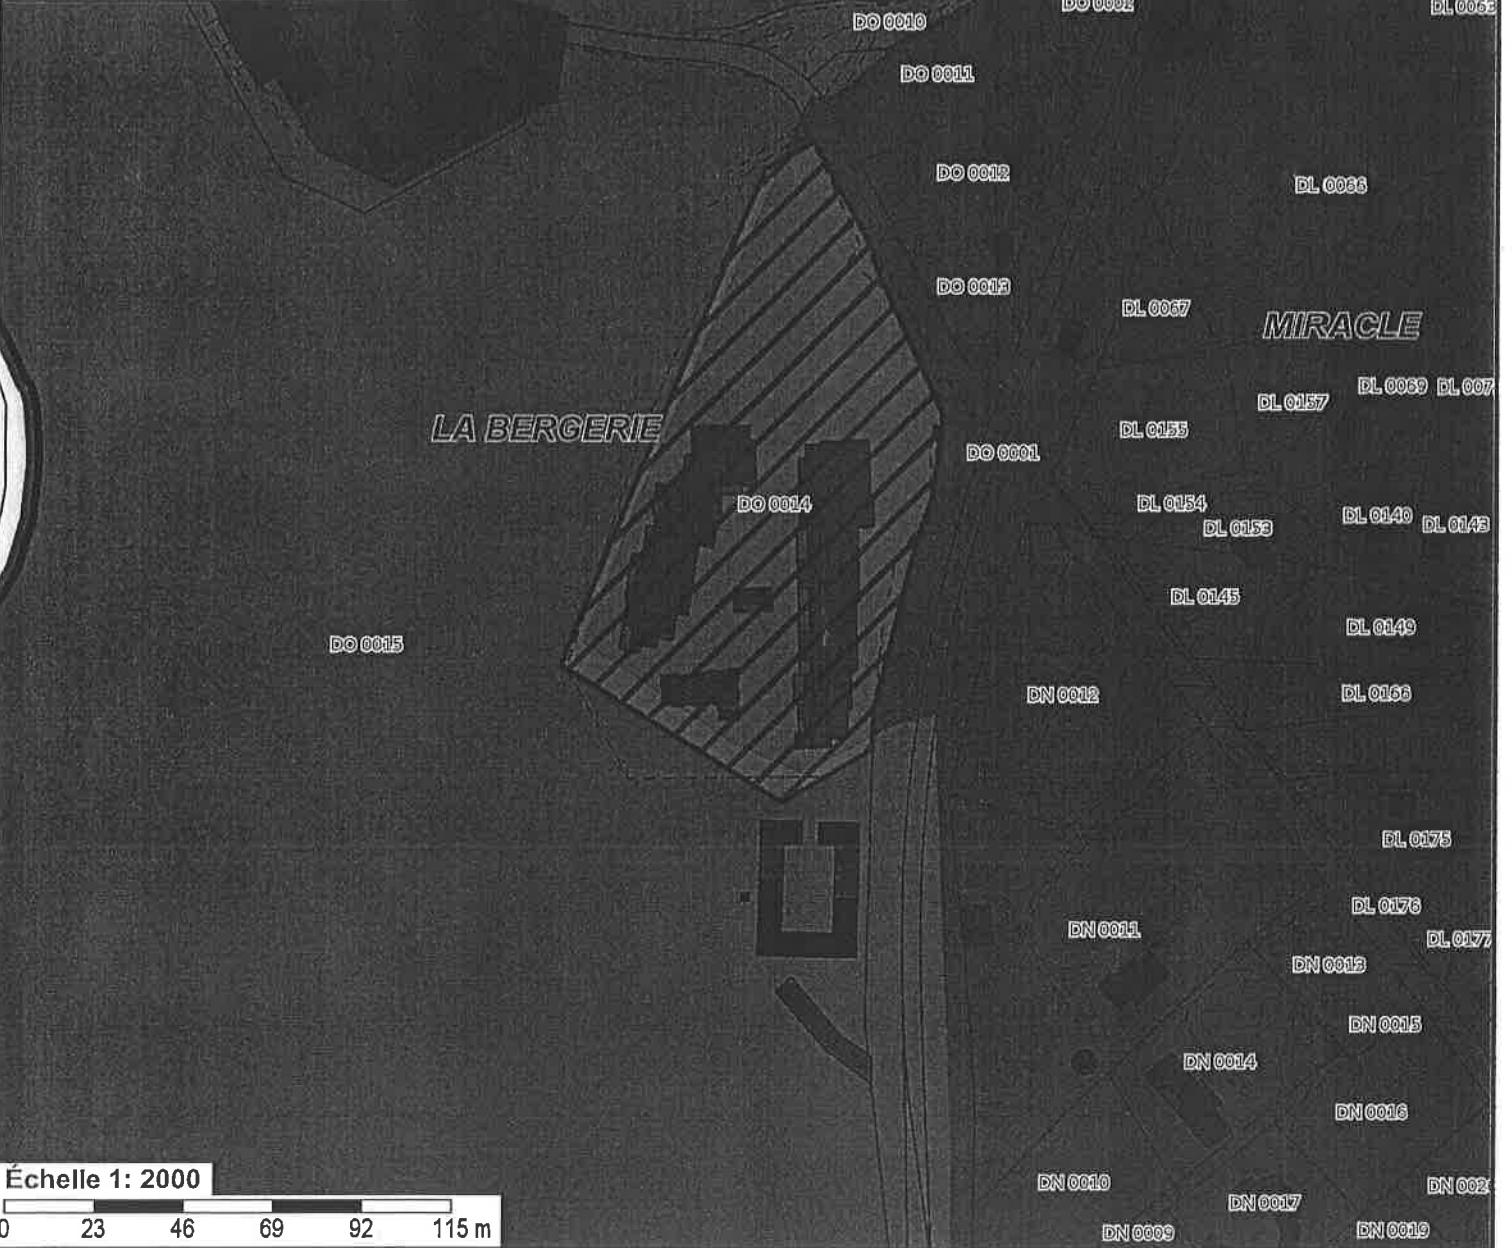 DO 0002
DO 0010
DO 0011
DO 0012
DL 0066
DO 0013
DL 0067
MIRACLE
DL 0069
DL 0157
LA BERGERIE
DL 0155
DO 0001
DO 0014
DL 0154
DL 0140
DL 0143
DL 0153
DL 0145
DL 0149
DO 0015
DN 0012
DL 0166
DL 0175
DL 0176
DN 0011
DL 0177
DN 0013
DN 0015
DN 0014
DN 0016
Échelle 1: 2000
DN 0010
DN 0017
DN 0009
DN 0019
0 23 46 69 92 115 m